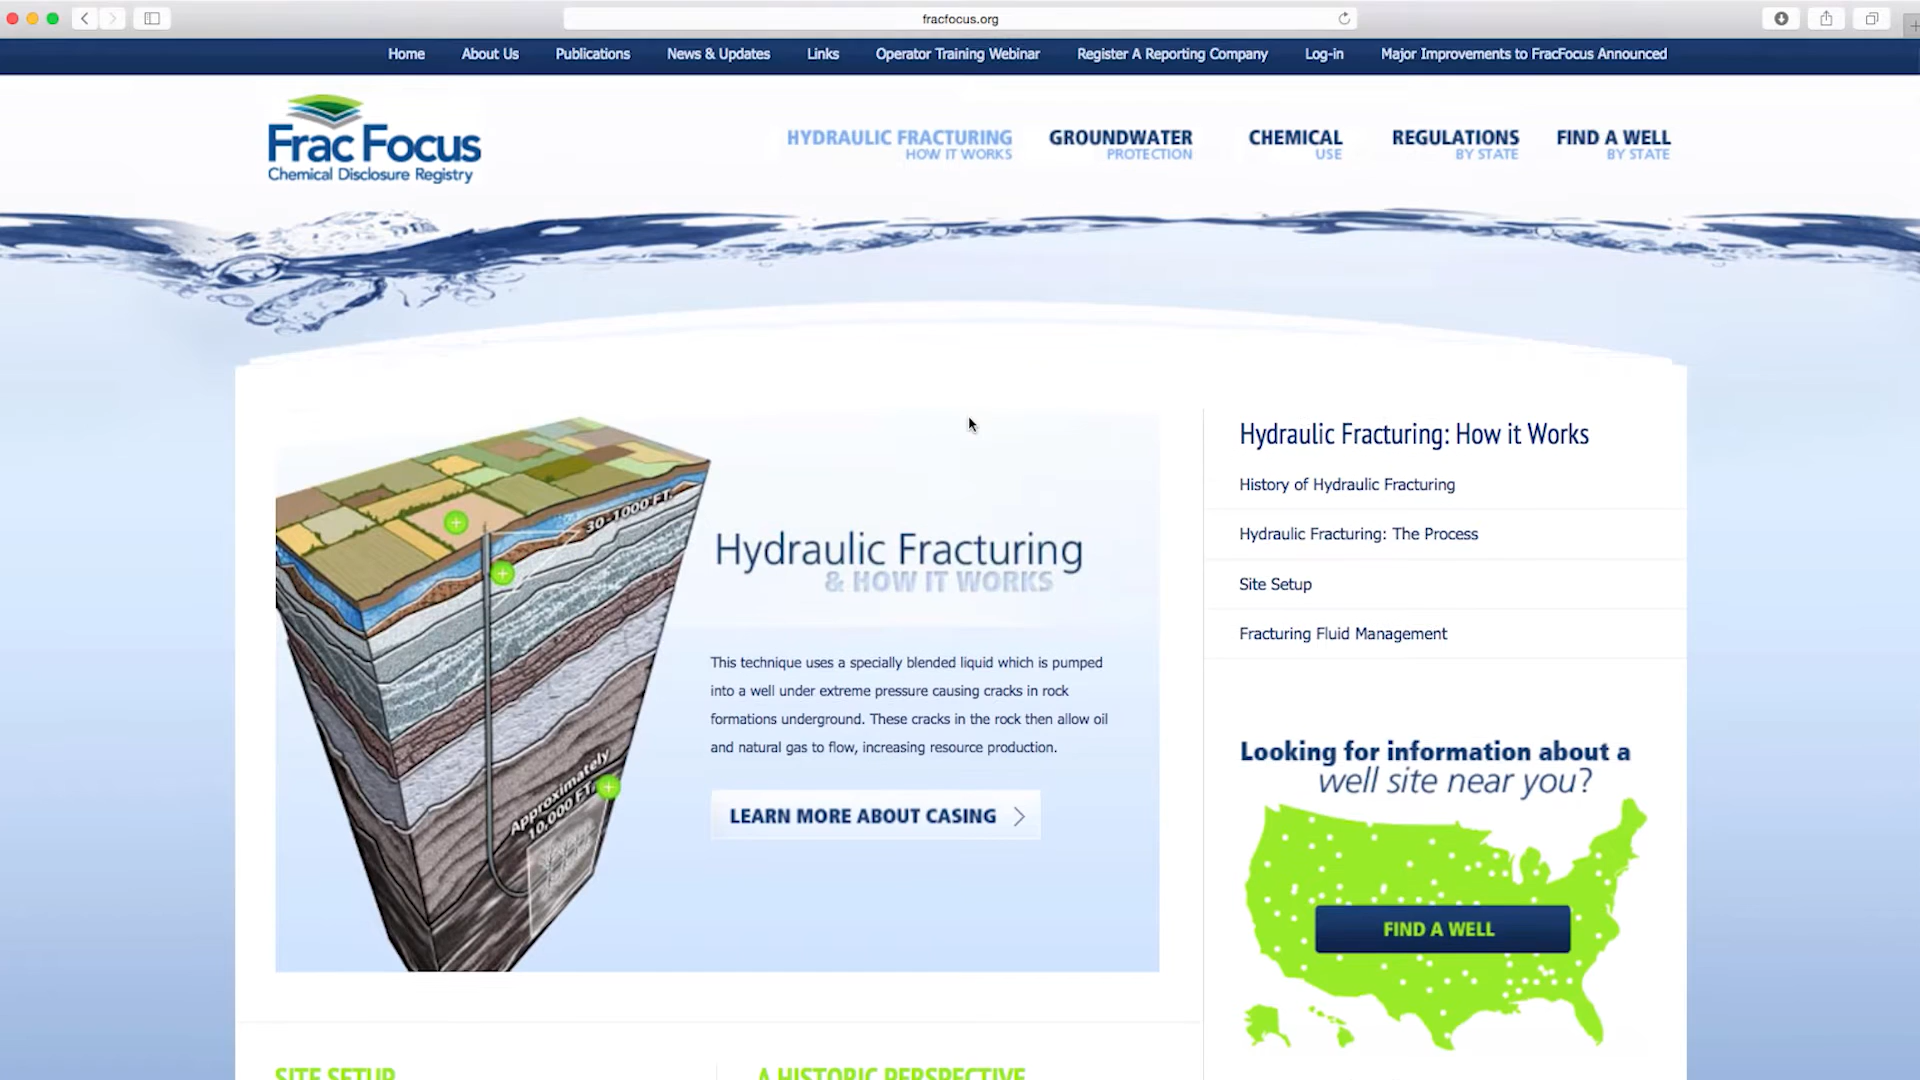 fracfocus.org
Home About Us Publications News & Updates Links Operator Training Webinar Register A Reporting Company Log-in Major Improvements to FracFocus Announced
Frac Focus
Chemical Disclosure Registry
HYDRAULIC FRACTURING
HOW IT WORKS
GROUNDWATER
PROTECTION
CHEMICAL
USE
REGULATIONS
BY STATE
FIND A WELL
BY STATE
30-1000 FT.
Approximately
10,000 FT.
Hydraulic Fracturing
& HOW IT WORKS
This technique uses a specially blended liquid which is pumped
into a well under extreme pressure causing cracks in rock
formations underground. These cracks in the rock then allow oil
and natural gas to flow, increasing resource production.
LEARN MORE ABOUT CASING
Hydraulic Fracturing: How it Works
History of Hydraulic Fracturing
Hydraulic Fracturing: The Process
Site Setup
Fracturing Fluid Management
Looking for information about a
well site near you?
FIND A WELL
SITE SETUP
A HISTORIC PERSPECTIVE